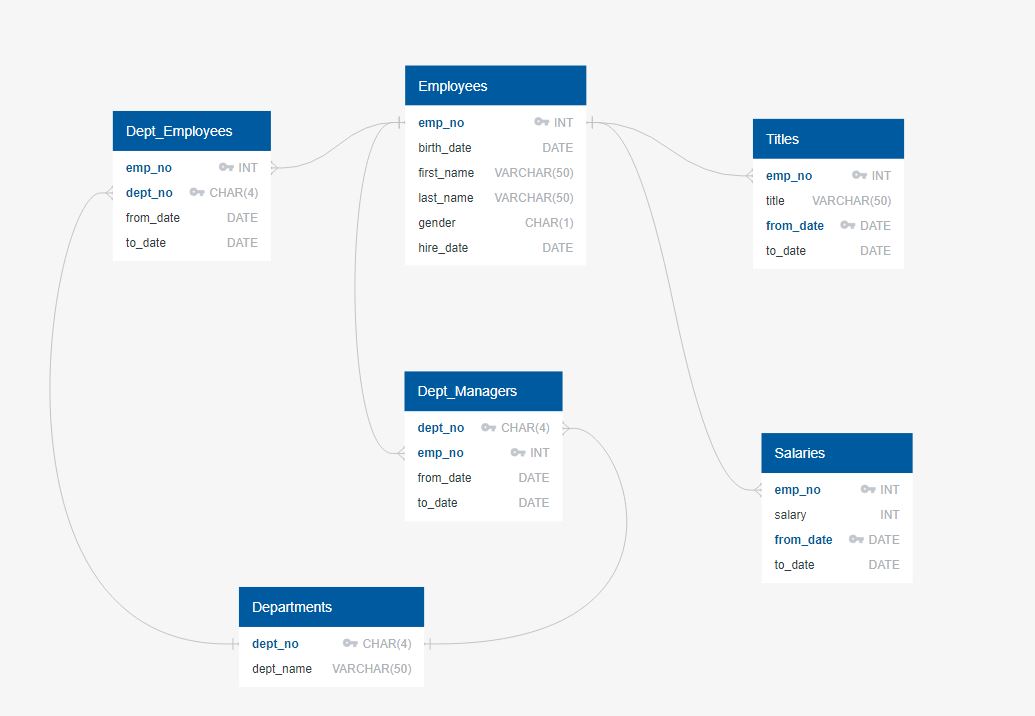 Employees
emp_no INT
birth_date DATE
first_name VARCHAR(50)
last_name VARCHAR(50)
gender CHAR(1)
hire_date DATE
Dept_Employees
emp_no INT
dept_no CHAR(4)
from_date DATE
to_date DATE
Titles
emp_no INT
title VARCHAR(50)
from_date DATE
to_date DATE
Dept_Managers
dept_no CHAR(4)
emp_no INT
from_date DATE
to_date DATE
Salaries
emp_no INT
salary INT
from_date DATE
to_date DATE
Departments
dept_no CHAR(4)
dept_name VARCHAR(50)